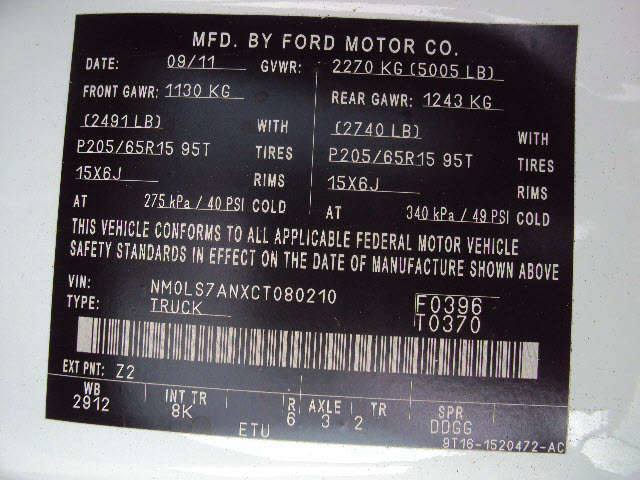 MFD. BY FORD MOTOR CO.
DATE: 09/11 GVWR: 2270 KG (5005 LB)
FRONT GAWR: 1130 KG REAR GAWR: 1243 KG
(2491 LB) WITH (2740 LB) WITH
P205/65R15 95T TIRES P205/65R15 95T TIRES
15X6J RIMS 15X6J RIMS
AT 275 kPa / 40 PSI COLD AT 340 kPa / 49 PSI COLD
THIS VEHICLE CONFORMS TO ALL APPLICABLE FEDERAL MOTOR VEHICLE
SAFETY STANDARDS IN EFFECT ON THE DATE OF MANUFACTURE SHOWN ABOVE
VIN: NM0LS7ANXCT080210 F0396
TYPE: TRUCK T0370
EXT PNT: Z2
WB INT TR R AXLE TR SPR
2912 8K 6 3 2 DDGG
ETU 9T16-1520472-AC